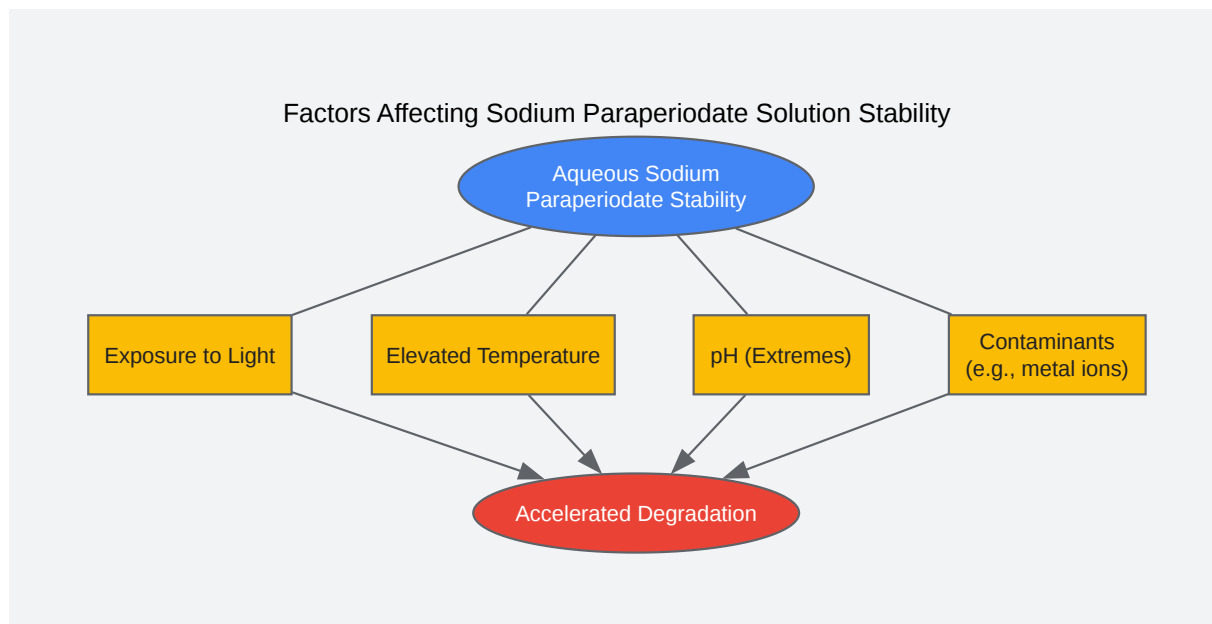 Factors Affecting Sodium Paraperiodate Solution Stability
Aqueous Sodium
Paraperiodate Stability
Exposure to Light
Elevated Temperature
pH (Extremes)
Contaminants
(e.g., metal ions)
Accelerated Degradation